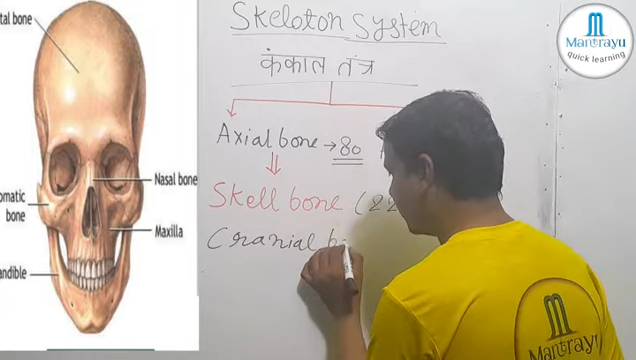 Skeloton System
कंकाल तंत्र
Axial bone → 80
Skell bone (22
Cranial b
tal bone
Nasal bone
omatic
bone
Maxilla
andible
Mantrayu
quick learning
Mantrayu